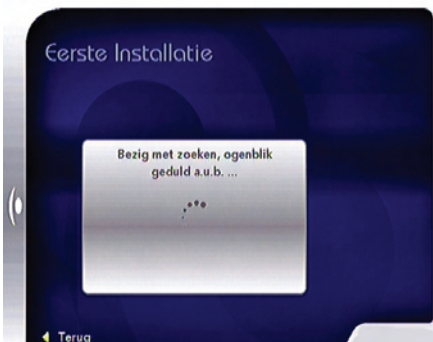 Eerste Installatie
Bezig met zoeken, ogenblik
geduld a.u.b. ...
Terug